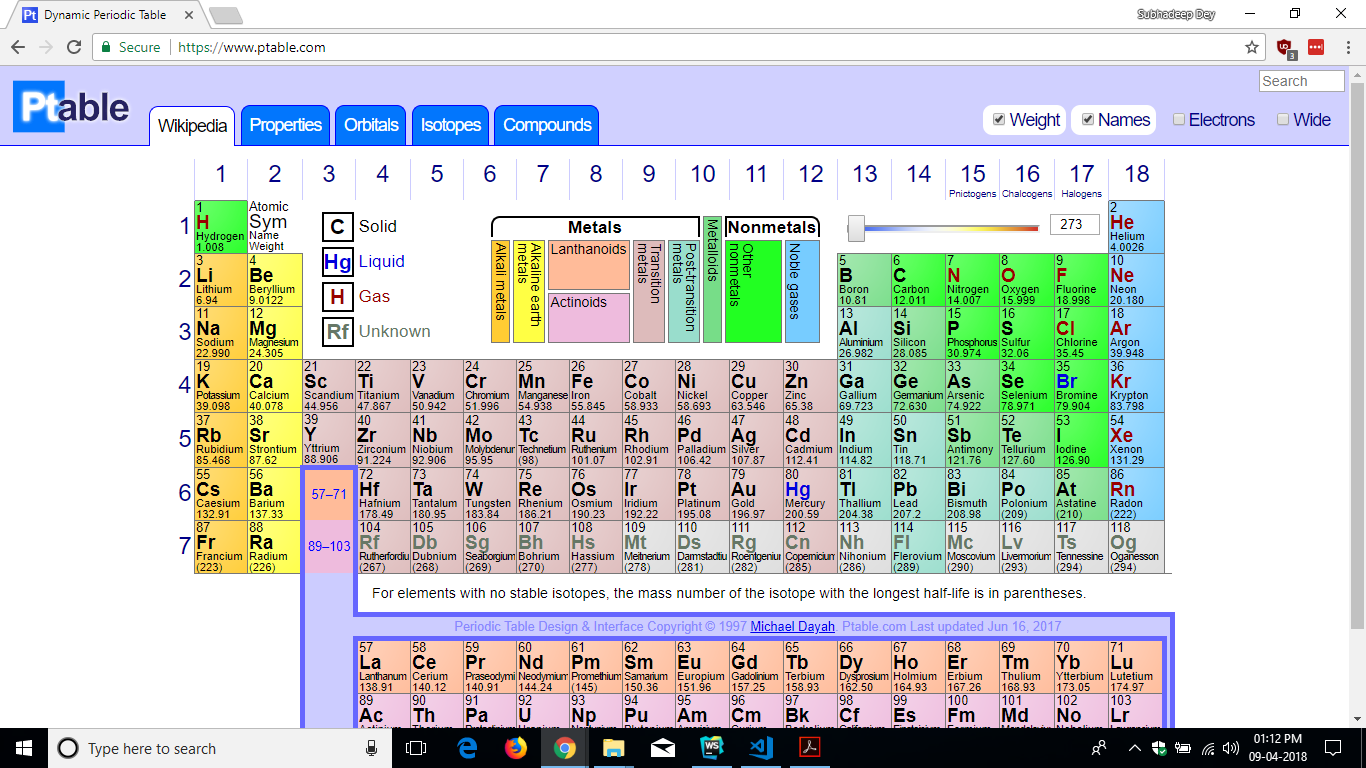 Dynamic Periodic Table
Subhadeep Dey
Secure https://www.ptable.com
3
Search
Ptable
Wikipedia Properties Orbitals Isotopes Compounds
Weight Names Electrons Wide
1 2 3 4 5 6 7 8 9 10 11 12 13 14 15 16 17 18
Pnictogens Chalcogens Halogens
Atomic
Sym
Name
Weight
C Solid
Hg Liquid
H Gas
Rf Unknown
Metals
Metalloids
Nonmetals
Alkali metals
Alkaline earth metals
Lanthanoids
Actinoids
Transition metals
Post-transition metals
Other nonmetals
Noble gases
273
1
1 H Hydrogen 1.008
2 He Helium 4.0026
2
3 Li Lithium 6.94
4 Be Beryllium 9.0122
5 B Boron 10.81
6 C Carbon 12.011
7 N Nitrogen 14.007
8 O Oxygen 15.999
9 F Fluorine 18.998
10 Ne Neon 20.180
3
11 Na Sodium 22.990
12 Mg Magnesium 24.305
13 Al Aluminium 26.982
14 Si Silicon 28.085
15 P Phosphorus 30.974
16 S Sulfur 32.06
17 Cl Chlorine 35.45
18 Ar Argon 39.948
4
19 K Potassium 39.098
20 Ca Calcium 40.078
21 Sc Scandium 44.956
22 Ti Titanium 47.867
23 V Vanadium 50.942
24 Cr Chromium 51.996
25 Mn Manganese 54.938
26 Fe Iron 55.845
27 Co Cobalt 58.933
28 Ni Nickel 58.693
29 Cu Copper 63.546
30 Zn Zinc 65.38
31 Ga Gallium 69.723
32 Ge Germanium 72.630
33 As Arsenic 74.922
34 Se Selenium 78.971
35 Br Bromine 79.904
36 Kr Krypton 83.798
5
37 Rb Rubidium 85.468
38 Sr Strontium 87.62
39 Y Yttrium 88.906
40 Zr Zirconium 91.224
41 Nb Niobium 92.906
42 Mo Molybdenum 95.95
43 Tc Technetium (98)
44 Ru Ruthenium 101.07
45 Rh Rhodium 102.91
46 Pd Palladium 106.42
47 Ag Silver 107.87
48 Cd Cadmium 112.41
49 In Indium 114.82
50 Sn Tin 118.71
51 Sb Antimony 121.76
52 Te Tellurium 127.60
53 I Iodine 126.90
54 Xe Xenon 131.29
6
55 Cs Caesium 132.91
56 Ba Barium 137.33
57–71
72 Hf Hafnium 178.49
73 Ta Tantalum 180.95
74 W Tungsten 183.84
75 Re Rhenium 186.21
76 Os Osmium 190.23
77 Ir Iridium 192.22
78 Pt Platinum 195.08
79 Au Gold 196.97
80 Hg Mercury 200.59
81 Tl Thallium 204.38
82 Pb Lead 207.2
83 Bi Bismuth 208.98
84 Po Polonium (209)
85 At Astatine (210)
86 Rn Radon (222)
7
87 Fr Francium (223)
88 Ra Radium (226)
89–103
104 Rf Rutherfordiu (267)
105 Db Dubnium (268)
106 Sg Seaborgium (269)
107 Bh Bohrium (270)
108 Hs Hassium (277)
109 Mt Meitnerium (278)
110 Ds Darmstadtiu (281)
111 Rg Roentgeniur (282)
112 Cn Copernicium (285)
113 Nh Nihonium (286)
114 Fl Flerovium (289)
115 Mc Moscovium (290)
116 Lv Livermorium (293)
117 Ts Tennessine (294)
118 Og Oganesson (294)
For elements with no stable isotopes, the mass number of the isotope with the longest half-life is in parentheses.
Periodic Table Design & Interface Copyright © 1997 Michael Dayah. Ptable.com Last updated Jun 16, 2017
57 La Lanthanum 138.91
58 Ce Cerium 140.12
59 Pr Praseodymi 140.91
60 Nd Neodymium 144.24
61 Pm Promethium (145)
62 Sm Samarium 150.36
63 Eu Europium 151.96
64 Gd Gadolinium 157.25
65 Tb Terbium 158.93
66 Dy Dysprosium 162.50
67 Ho Holmium 164.93
68 Er Erbium 167.26
69 Tm Thulium 168.93
70 Yb Ytterbium 173.05
71 Lu Lutetium 174.97
89 Ac
90 Th
91 Pa
92 U
93 Np
94 Pu
95 Am
96 Cm
97 Bk
98 Cf
99 Es
100 Fm
101 Md
102 No
103 Lr
Type here to search
01:12 PM
09-04-2018